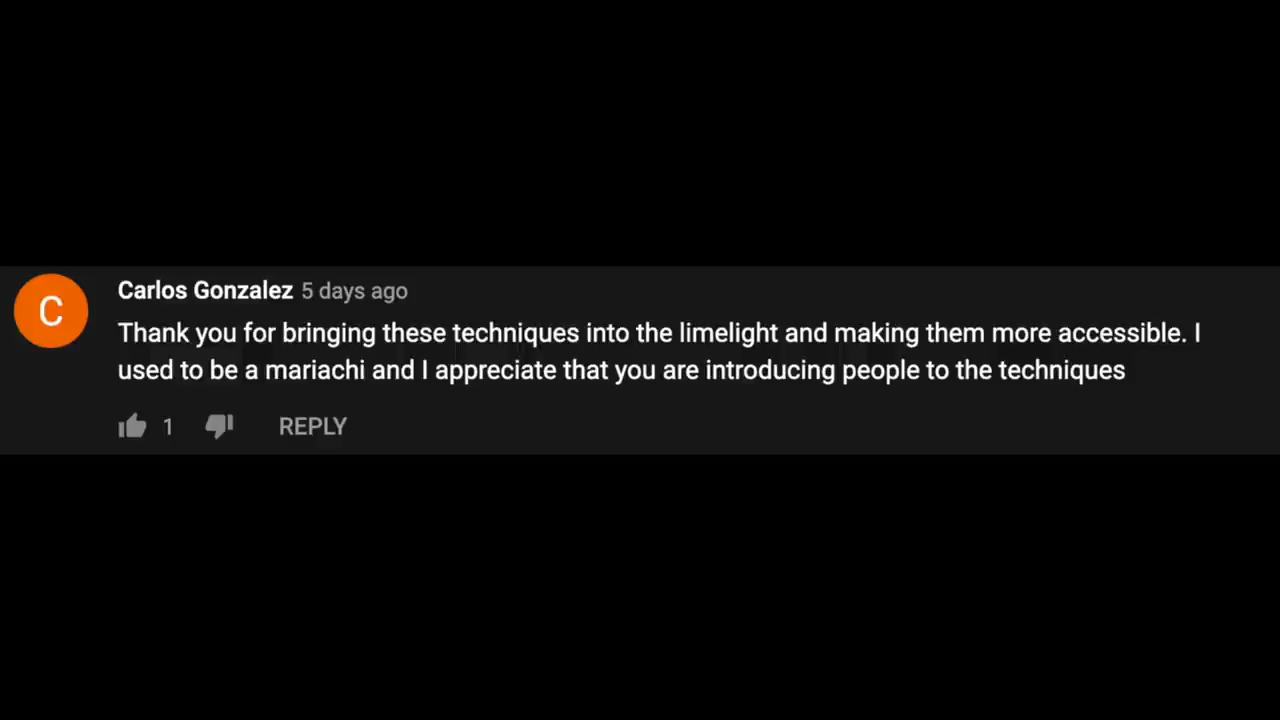 C
Carlos Gonzalez 5 days ago
Thank you for bringing these techniques into the limelight and making them more accessible. I
used to be a mariachi and I appreciate that you are introducing people to the techniques
1 REPLY